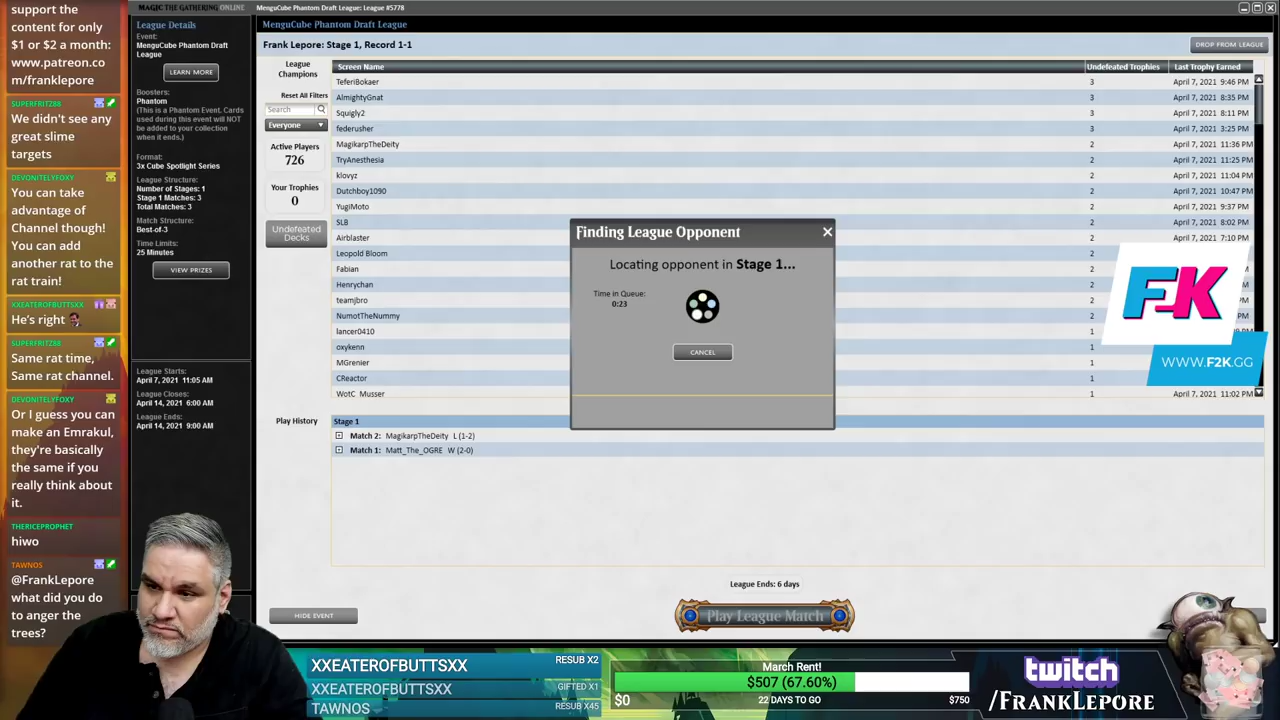 support the
content for only
$1 or $2 a month:
www.patreon.co
m/franklepore
SUPERFRITZ88
We didn't see any
great slime
targets
DEVONITELYFOXY
You can take
advantage of
Channel though!
You can add
another rat to the
rat train!
XXEATEROFBUTTSXX
He's right
SUPERFRITZ88
Same rat time,
Same rat channel.
DEVONITELYFOXY
Or I guess you can
make an Emrakul,
they're basically
the same if you
really think about
it.
THERICEPROPHET
hiwo
TAWNOS
@FrankLepore
what did you do
to anger the
trees?
MAGIC THE GATHERING ONLINE
League Details
Event:
MenguCube Phantom Draft
League
LEARN MORE
Boosters:
Phantom
(This is a Phantom Event. Cards
used during this event will NOT
be added to your collection
when it ends.)
Format:
3x Cube Spotlight Series
League Structure:
Number of Stages: 1
Stage 1 Matches: 3
Total Matches: 3
Match Structure:
Best-of-3
Time Limits:
25 Minutes
VIEW PRIZES
League Starts:
April 7, 2021 11:05 AM
League Closes:
April 14, 2021 6:00 AM
League Ends:
April 14, 2021 9:00 AM
MenguCube Phantom Draft League: League #5778
MenguCube Phantom Draft League
Frank Lepore: Stage 1, Record 1-1
DROP FROM LEAGUE
League
Champions
Reset All Filters
Search
Everyone
Active Players
726
Your Trophies
0
Undefeated
Decks
Screen Name Undefeated Trophies Last Trophy Earned
TeferiBokaer 3 April 7, 2021 9:46 PM
AlmightyGnat 3 April 7, 2021 8:35 PM
Squigly2 3 April 7, 2021 8:11 PM
federusher 3 April 7, 2021 3:25 PM
MagikarpTheDeity 2 April 7, 2021 11:36 PM
TryAnesthesia 2 April 7, 2021 11:25 PM
klovyz 2 April 7, 2021 11:04 PM
Dutchboy1090 2 April 7, 2021 10:47 PM
YugiMoto 2 April 7, 2021 9:37 PM
SLB 2 April 7, 2021 8:02 PM
Airblaster 2 April 7, 2021 7:10 PM
Leopold Bloom 2
Fabian 2
Henrychan 2
teamjbro 2
NumotTheNummy 2
lancer0410 1
oxykenn 1
MGrenier 1
CReactor 1
WotC Musser 1 April 7, 2021 11:02 PM
Finding League Opponent
Locating opponent in Stage 1...
Time in Queue:
0:23
CANCEL
F2K
WWW.F2K.GG
Play History
Stage 1
Match 2: MagikarpTheDeity L (1-2)
Match 1: Matt_The_OGRE W (2-0)
League Ends: 6 days
HIDE EVENT
Play League Match
XXEATEROFBUTTSXX RESUB X2
XXEATEROFBUTTSXX GIFTED X1
TAWNOS RESUB X45
March Rent!
$507 (67.60%)
$0 22 DAYS TO GO $750
twitch
/FRANKLEPORE